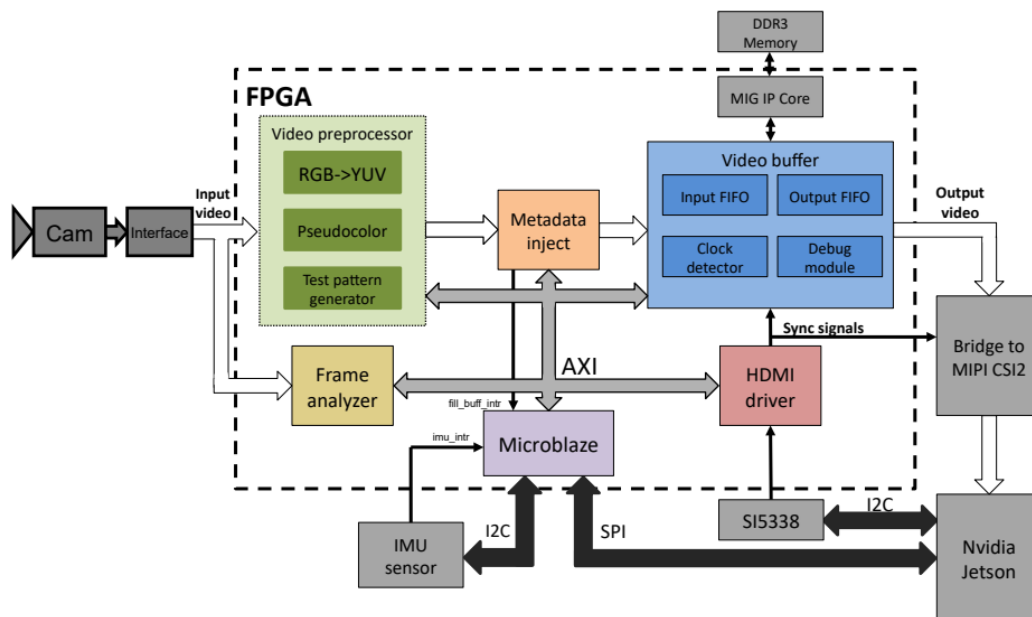 DDR3
Memory
MIG IP Core
FPGA
Video preprocessor
RGB->YUV
Pseudocolor
Test pattern
generator
Input
video
Cam
Interface
Metadata
inject
Video buffer
Input FIFO
Output FIFO
Clock
detector
Debug
module
Output
video
Sync signals
Bridge to
MIPI CSI2
Frame
analyzer
AXI
HDMI
driver
fill_buff_intr
imu_intr
Microblaze
I2C
SPI
SI5338
I2C
IMU
sensor
Nvidia
Jetson